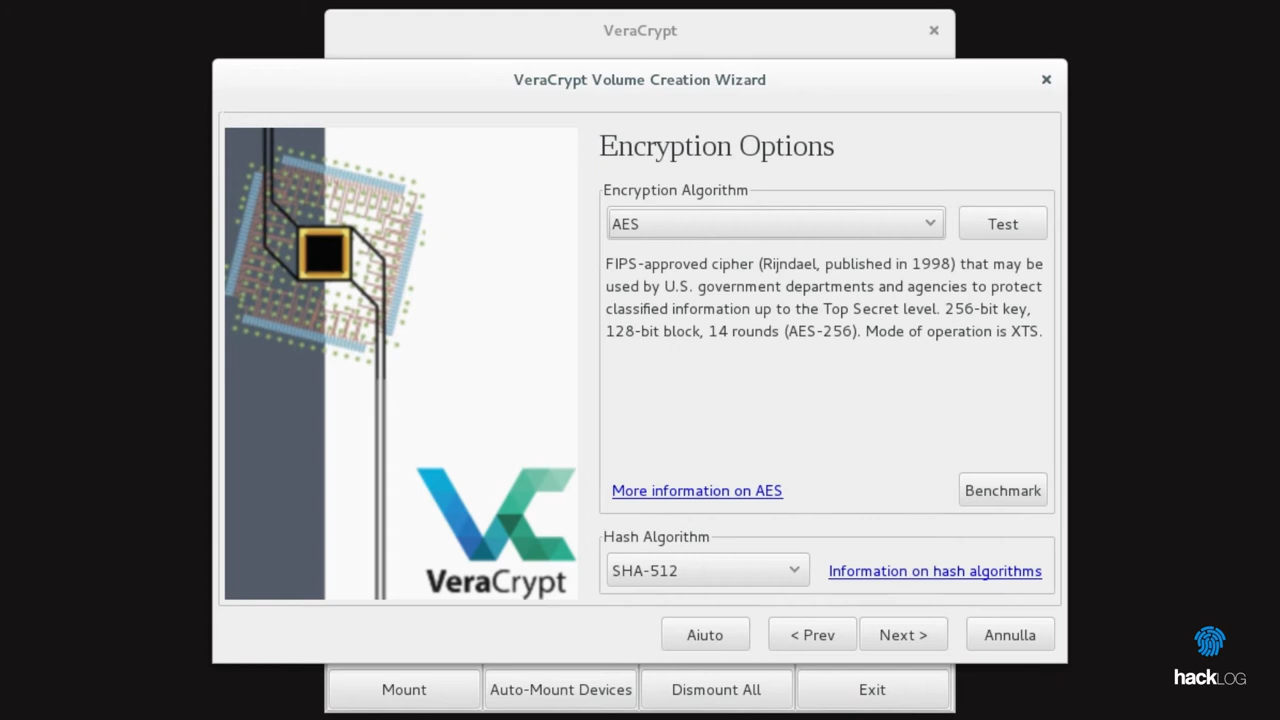 VeraCrypt
VeraCrypt Volume Creation Wizard
Encryption Options
Encryption Algorithm
AES
Test
FIPS-approved cipher (Rijndael, published in 1998) that may be
used by U.S. government departments and agencies to protect
classified information up to the Top Secret level. 256-bit key,
128-bit block, 14 rounds (AES-256). Mode of operation is XTS.
More information on AES
Benchmark
Hash Algorithm
SHA-512
Information on hash algorithms
VeraCrypt
Aiuto
< Prev
Next >
Annulla
Mount
Auto-Mount Devices
Dismount All
Exit
hackLOG